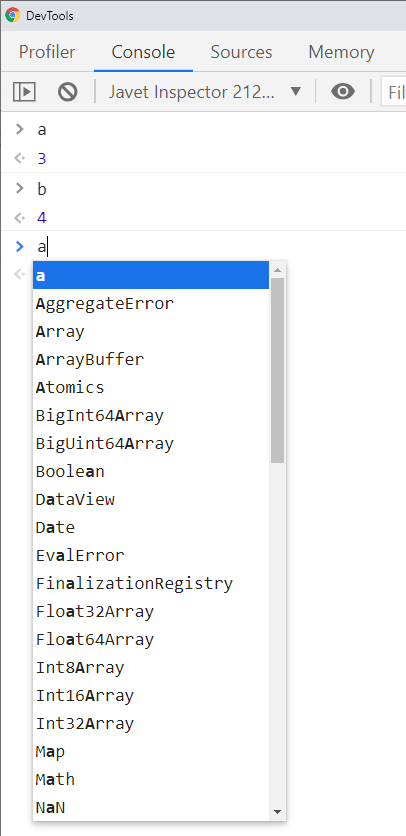 DevTools
Profiler Console Sources Memory
Javet Inspector 212... Fil
> a
3
> b
4
> a
a
AggregateError
Array
ArrayBuffer
Atomics
BigInt64Array
BigUint64Array
Boolean
DataView
Date
EvalError
FinalizationRegistry
Float32Array
Float64Array
Int8Array
Int16Array
Int32Array
Map
Math
NaN